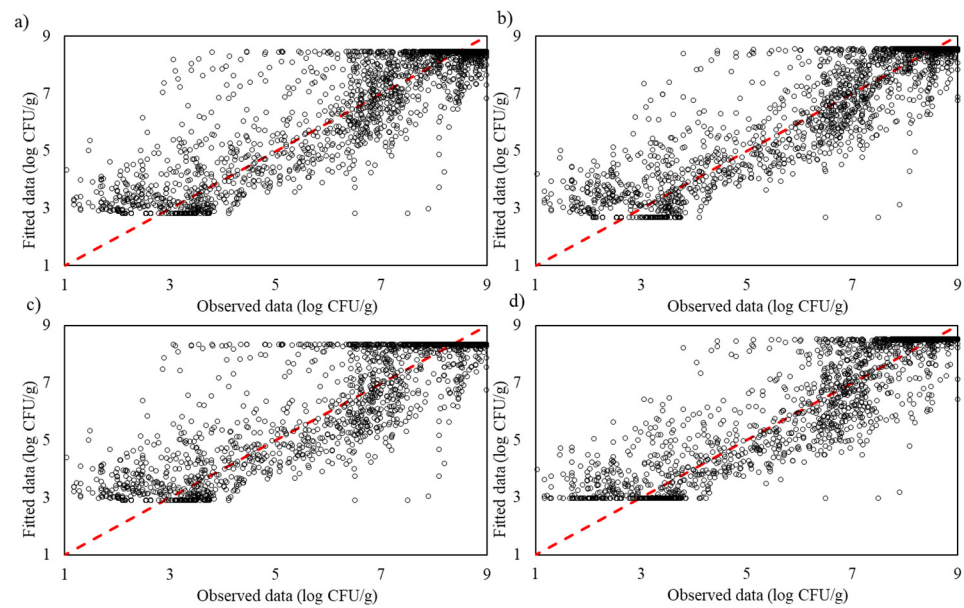 a)
9
7
5
3
1
Fitted data (log CFU/g)
1 3 5 7 9
Observed data (log CFU/g)
b)
9
7
5
3
1
Fitted data (log CFU/g)
1 3 5 7 9
Observed data (log CFU/g)
c)
9
7
5
3
1
Fitted data (log CFU/g)
1 3 5 7 9
Observed data (log CFU/g)
d)
9
7
5
3
1
Fitted data (log CFU/g)
1 3 5 7 9
Observed data (log CFU/g)